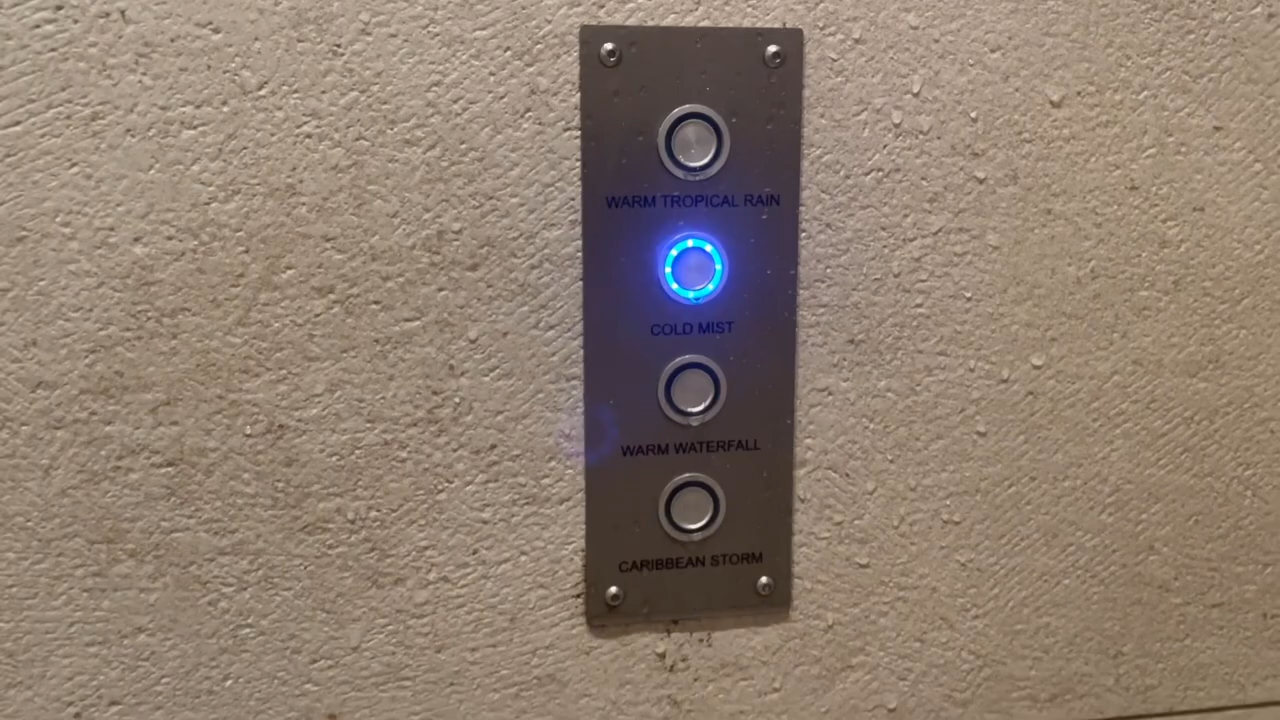 WARM TROPICAL RAIN
COLD MIST
WARM WATERFALL
CARIBBEAN STORM